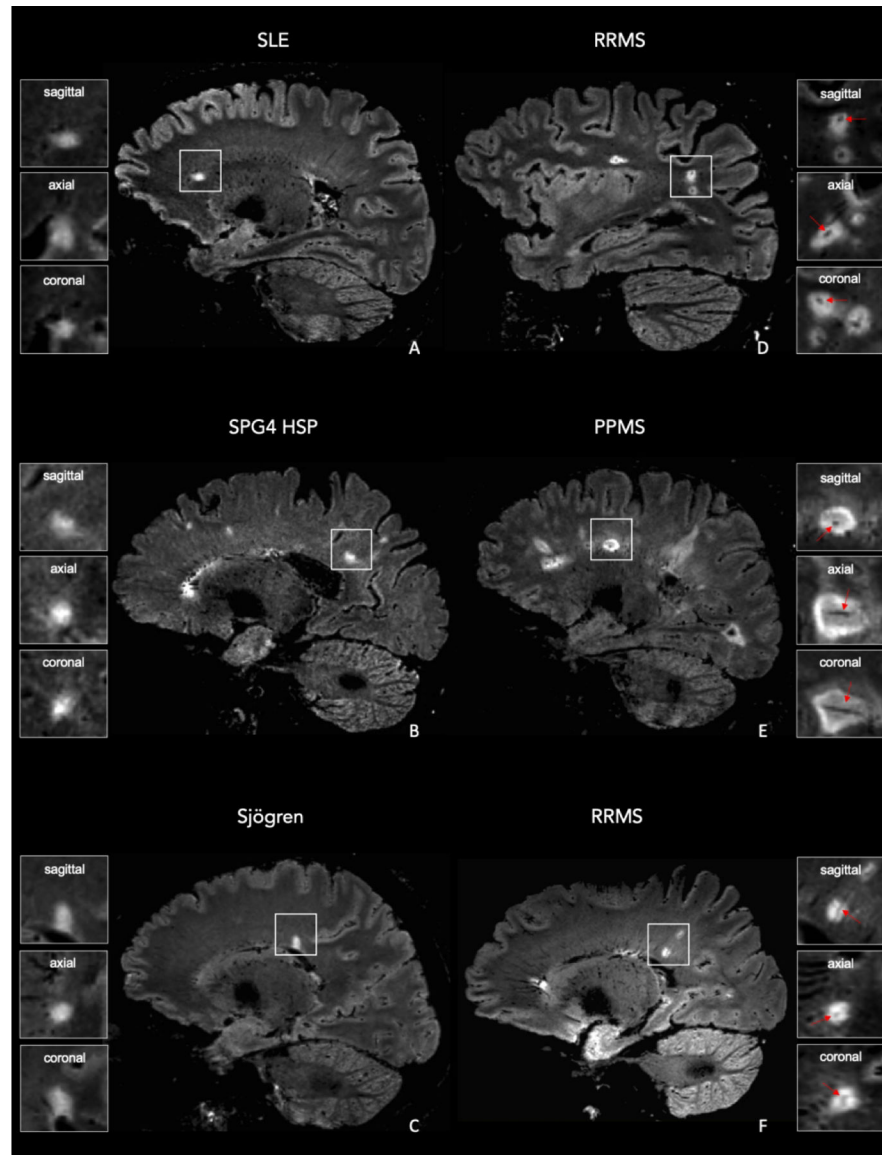 SLE
RRMS
sagittal
axial
coronal
A
sagittal
axial
coronal
D
SPG4 HSP
PPMS
sagittal
axial
coronal
B
sagittal
axial
coronal
E
Sjögren
RRMS
sagittal
axial
coronal
C
sagittal
axial
coronal
F